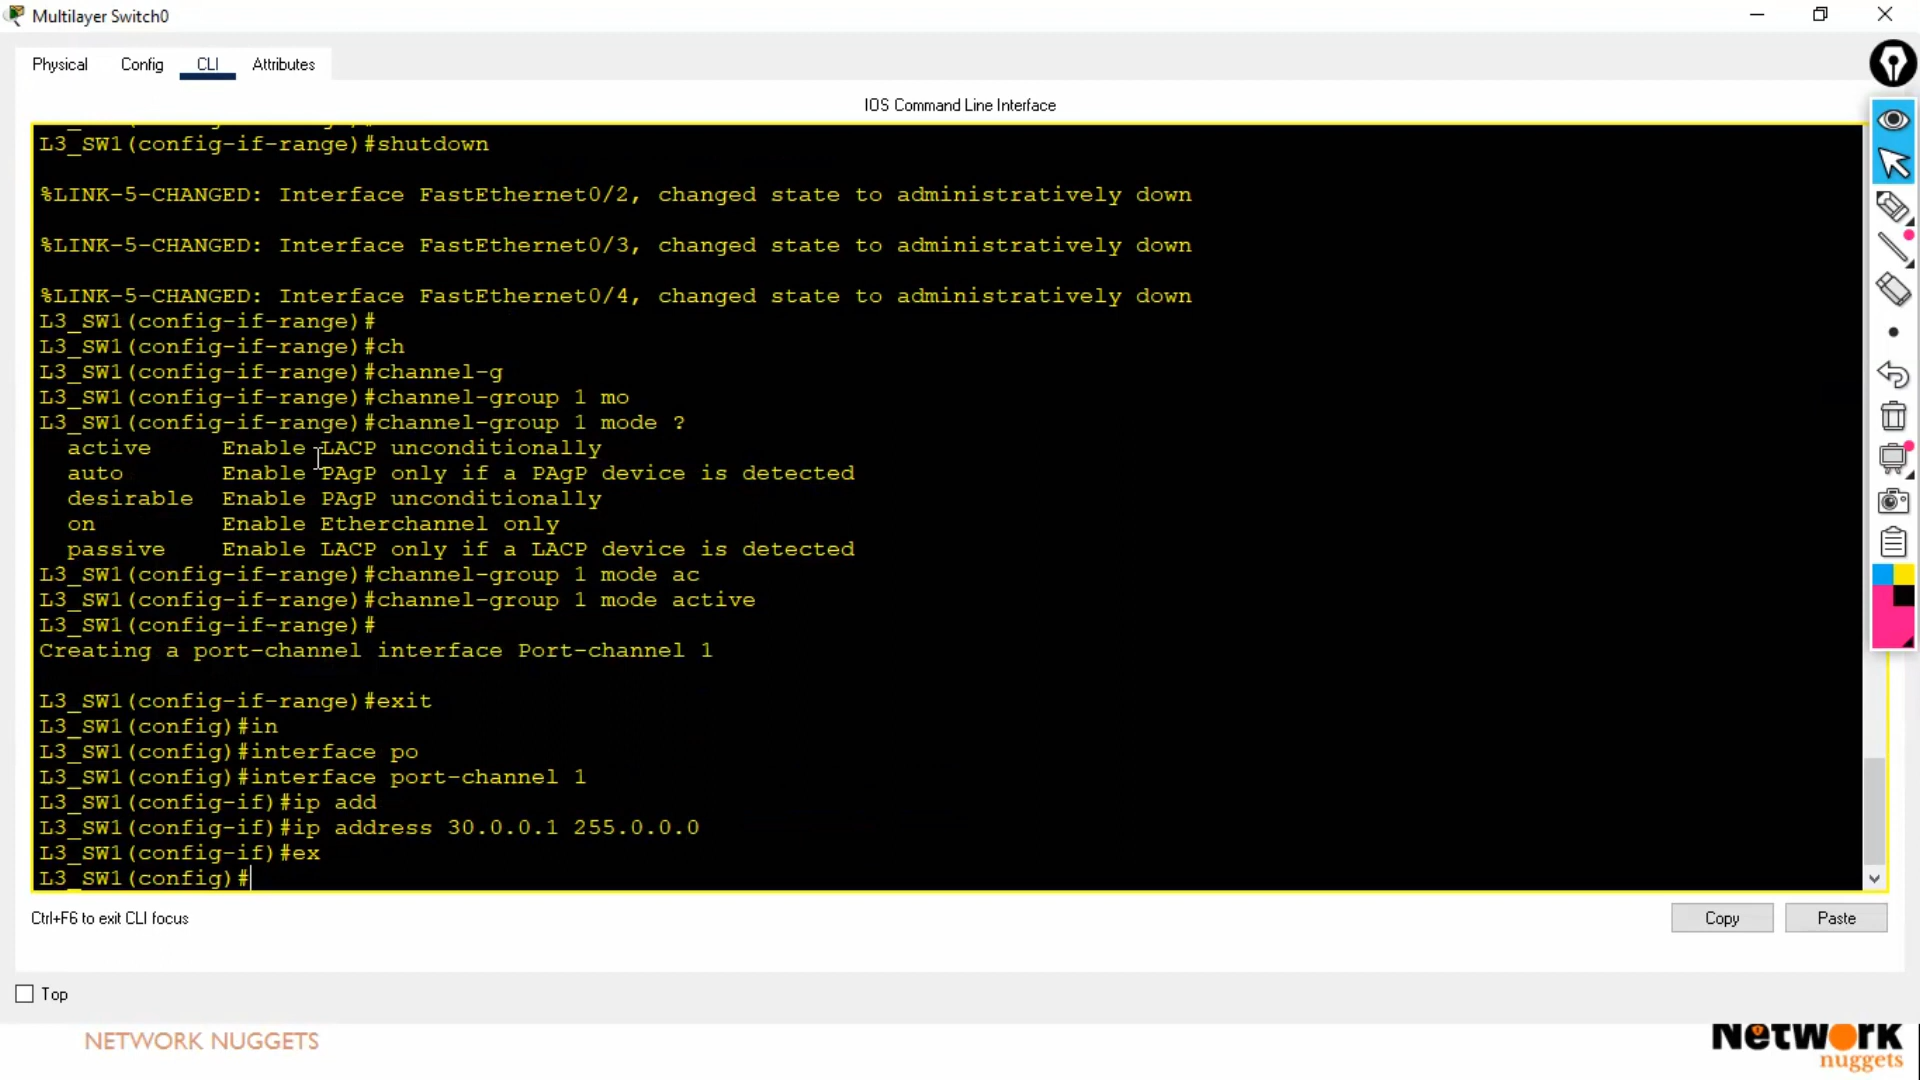 Multilayer Switch0
Physical Config CLI Attributes
IOS Command Line Interface
L3_SW1(config-if-range)#shutdown
%LINK-5-CHANGED: Interface FastEthernet0/2, changed state to administratively down
%LINK-5-CHANGED: Interface FastEthernet0/3, changed state to administratively down
%LINK-5-CHANGED: Interface FastEthernet0/4, changed state to administratively down
L3_SW1(config-if-range)#
L3_SW1(config-if-range)#ch
L3_SW1(config-if-range)#channel-g
L3_SW1(config-if-range)#channel-group 1 mo
L3_SW1(config-if-range)#channel-group 1 mode ?
active Enable LACP unconditionally
auto Enable PAgP only if a PAgP device is detected
desirable Enable PAgP unconditionally
on Enable Etherchannel only
passive Enable LACP only if a LACP device is detected
L3_SW1(config-if-range)#channel-group 1 mode ac
L3_SW1(config-if-range)#channel-group 1 mode active
L3_SW1(config-if-range)#
Creating a port-channel interface Port-channel 1
L3_SW1(config-if-range)#exit
L3_SW1(config)#in
L3_SW1(config)#interface po
L3_SW1(config)#interface port-channel 1
L3_SW1(config-if)#ip add
L3_SW1(config-if)#ip address 30.0.0.1 255.0.0.0
L3_SW1(config-if)#ex
L3_SW1(config)#
Ctrl+F6 to exit CLI focus
Copy Paste
Top
NETWORK NUGGETS
NetwOrk
nuggets